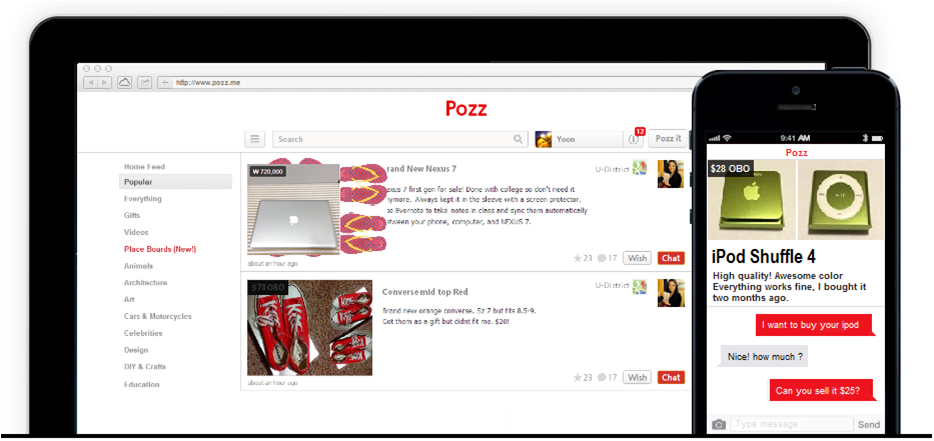 http://www.pozz.me
Pozz
Search
Yoon
12
Pozz it
Home Feed
Popular
Everything
Gifts
Videos
Place Boards (New!)
Animals
Architecture
Art
Cars & Motorcycles
Celebrities
Design
DIY & Crafts
Education
₩ 720,000
rand New Nexus 7
U-District
exus 7 first gen for sale! Done with college so don't need it
nymore. Always kept it in the sleeve with a screen protector.
se Evernote to take notes in class and sync them automatically
etween your phone, computer, and NEXUS 7.
about an hour ago
23
17
Wish
Chat
$78 OBO
Converse mid top Red
U-District
Brand new orange converse. Sz 7 but fits 8.5-9.
Got them as a gift but didnt fit me. $20!
about an hour ago
23
17
Wish
Chat
9:41 AM
Pozz
$28 OBO
iPod Shuffle 4
High quality! Awesome color
Everything works fine, I bought it
two months ago.
I want to buy your ipod
Nice! how much ?
Can you sell it $25?
Type message
Send